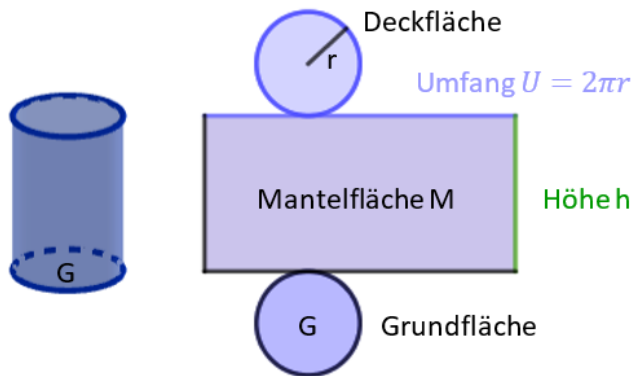 Deckfläche
r
Umfang U = 2πr
Mantelfläche M
Höhe h
G
G
Grundfläche